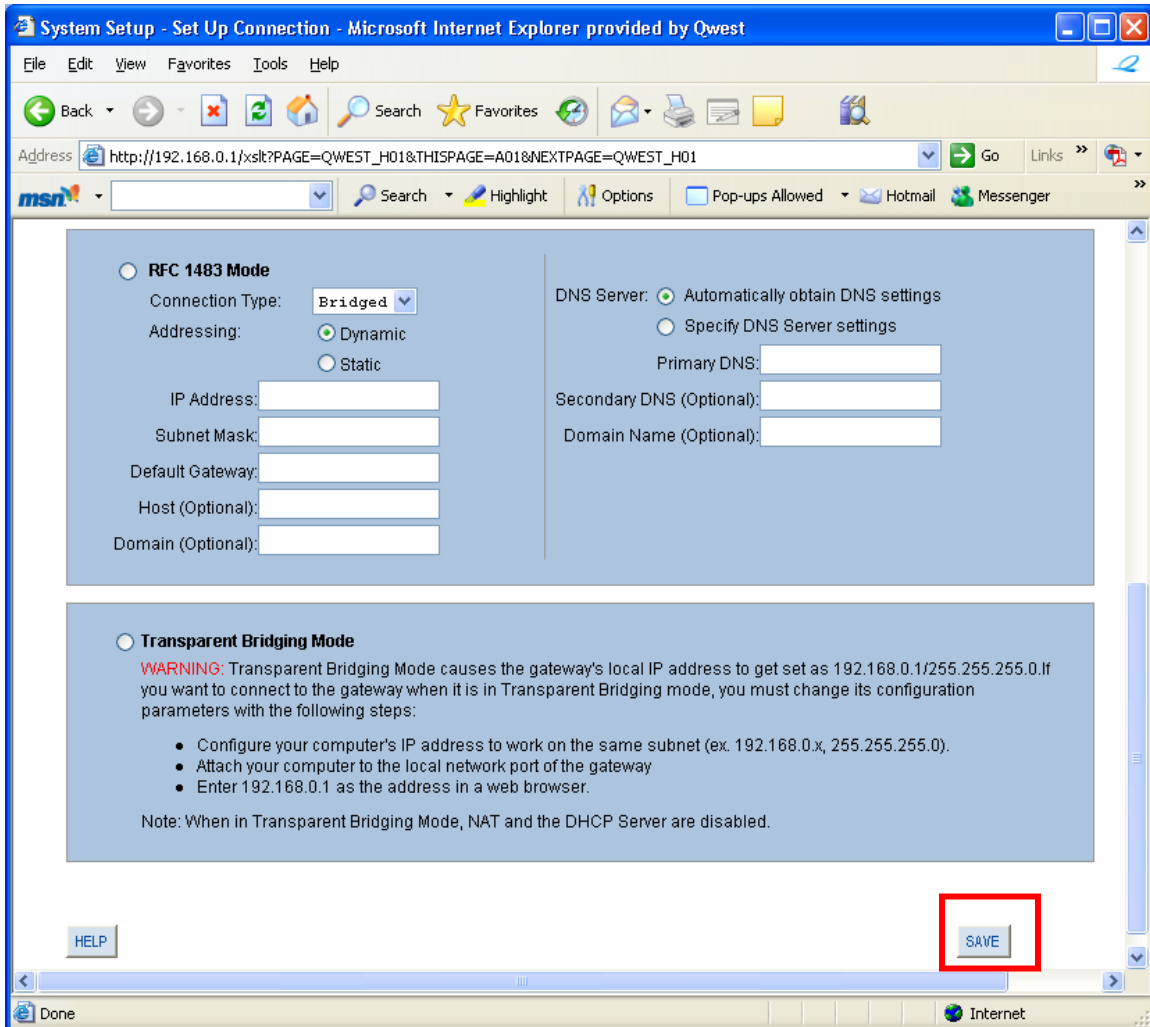 System Setup - Set Up Connection - Microsoft Internet Explorer provided by Qwest
File Edit View Favorites Tools Help
Back Search Favorites
Address http://192.168.0.1/xslt?PAGE=QWEST_H01&THISPAGE=A01&NEXTPAGE=QWEST_H01 Go Links »
msn Search Highlight Options Pop-ups Allowed Hotmail Messenger »
RFC 1483 Mode
Connection Type: Bridged
Addressing: Dynamic
Static
IP Address:
Subnet Mask:
Default Gateway:
Host (Optional):
Domain (Optional):
DNS Server: Automatically obtain DNS settings
Specify DNS Server settings
Primary DNS:
Secondary DNS (Optional):
Domain Name (Optional):
Transparent Bridging Mode
WARNING: Transparent Bridging Mode causes the gateway's local IP address to get set as 192.168.0.1/255.255.255.0.If
you want to connect to the gateway when it is in Transparent Bridging mode, you must change its configuration
parameters with the following steps:
• Configure your computer's IP address to work on the same subnet (ex. 192.168.0.x, 255.255.255.0).
• Attach your computer to the local network port of the gateway
• Enter 192.168.0.1 as the address in a web browser.
Note: When in Transparent Bridging Mode, NAT and the DHCP Server are disabled.
HELP SAVE
Done Internet